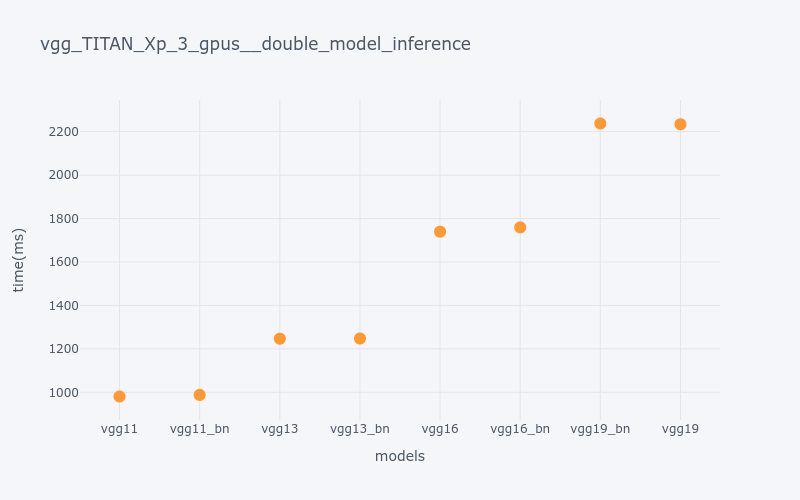 vgg_TITAN_Xp_3_gpus__double_model_inference
2200
2000
1800
1600
1400
1200
1000
time(ms)
vgg11 vgg11_bn vgg13 vgg13_bn vgg16 vgg16_bn vgg19_bn vgg19
models